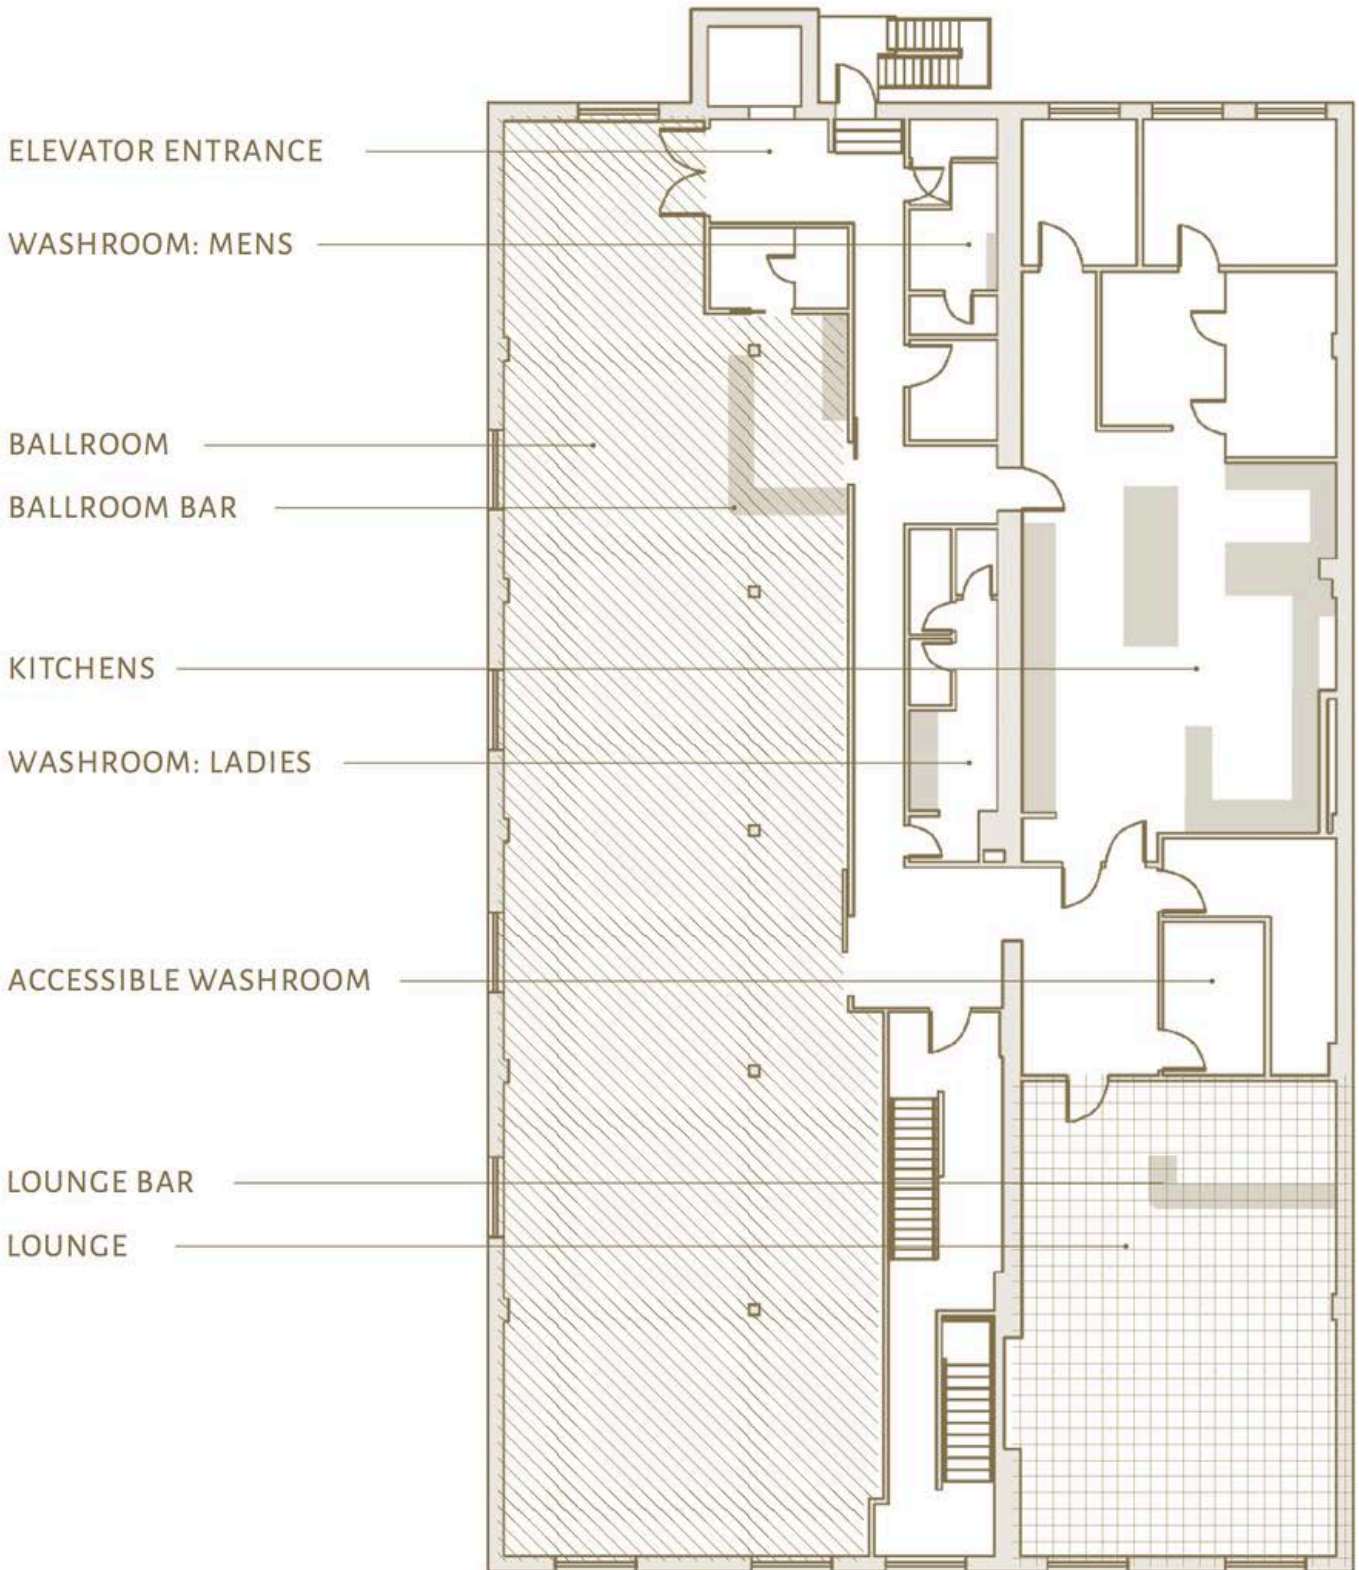 ELEVATOR ENTRANCE
WASHROOM: MENS
BALLROOM
BALLROOM BAR
KITCHENS
WASHROOM: LADIES
ACCESSIBLE WASHROOM
LOUNGE BAR
LOUNGE